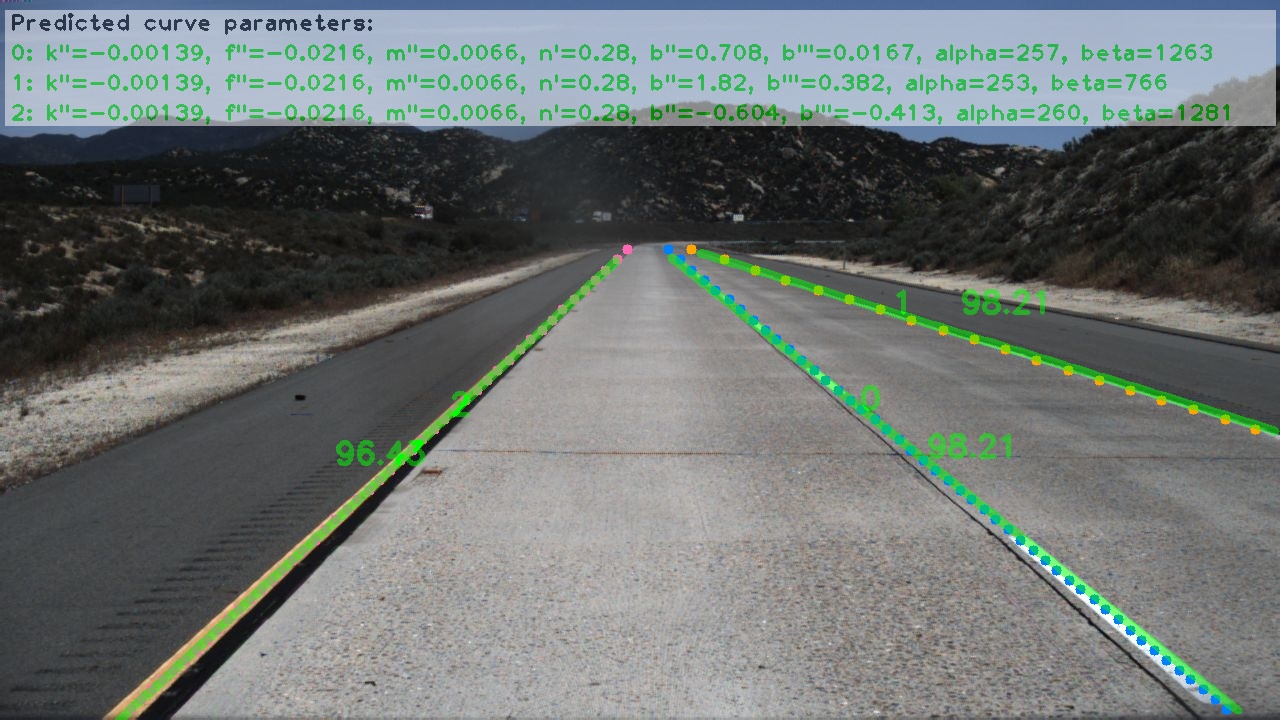 Predicted curve parameters:
0: k"=-0.00139, f"=-0.0216, m"=0.0066, n'=0.28, b"=0.708, b'''=0.0167, alpha=257, beta=1263
1: k"=-0.00139, f"=-0.0216, m"=0.0066, n'=0.28, b"=1.82, b'''=0.382, alpha=253, beta=766
2: k"=-0.00139, f"=-0.0216, m"=0.0066, n'=0.28, b"=-0.604, b'''=-0.413, alpha=260, beta=1281
1 98.21
2 0
96.45 98.21